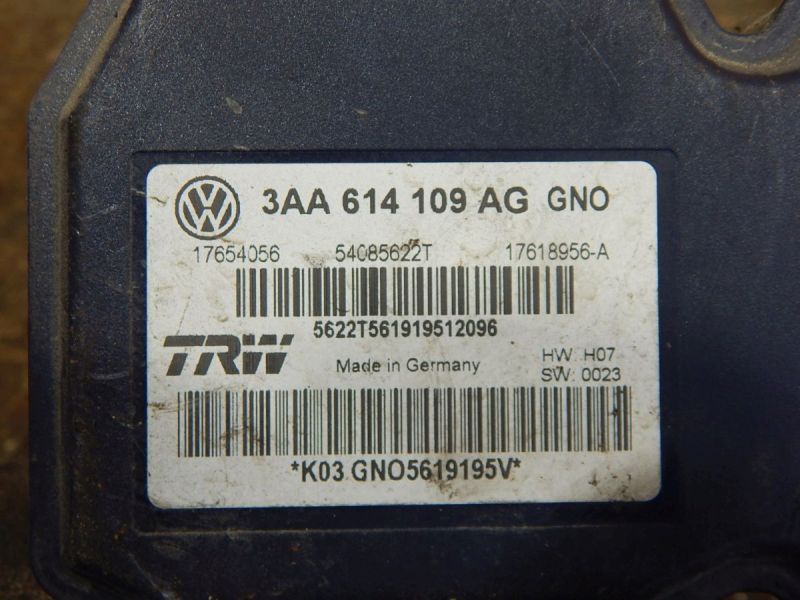 3AA 614 109 AG GNO
17654056 54085622T 17618956-A
5622T561919512096
TRW Made in Germany HW: H07
SW: 0023
*K03 GNO5619195V*